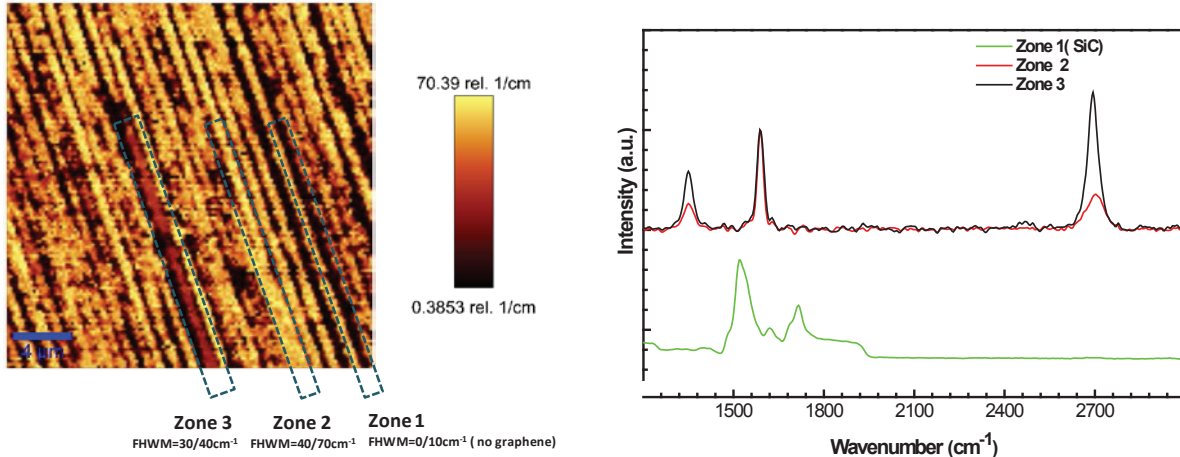 70.39 rel. 1/cm
0.3853 rel. 1/cm
4 µm
Zone 3
FHWM=30/40cm⁻¹
Zone 2
FHWM=40/70cm⁻¹
Zone 1
FHWM=0/10cm⁻¹ ( no graphene)
Intensity (a.u.)
Zone 1( SiC)
Zone 2
Zone 3
1500 1800 2100 2400 2700
Wavenumber (cm⁻¹)